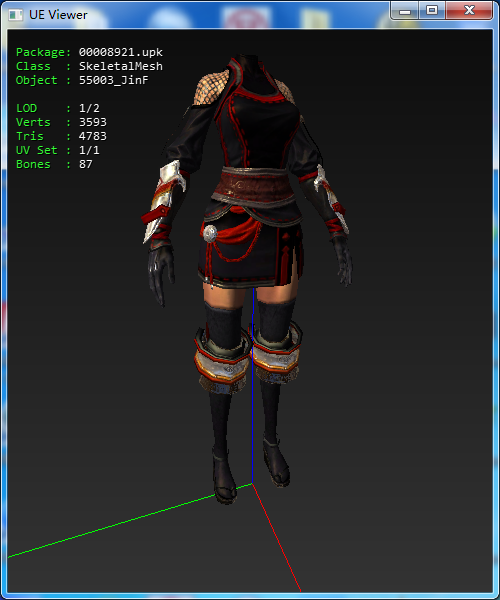 UE Viewer
Package: 00008921.upk
Class : SkeletalMesh
Object : 55003_JinF
LOD : 1/2
Verts : 3593
Tris : 4783
UV Set : 1/1
Bones : 87